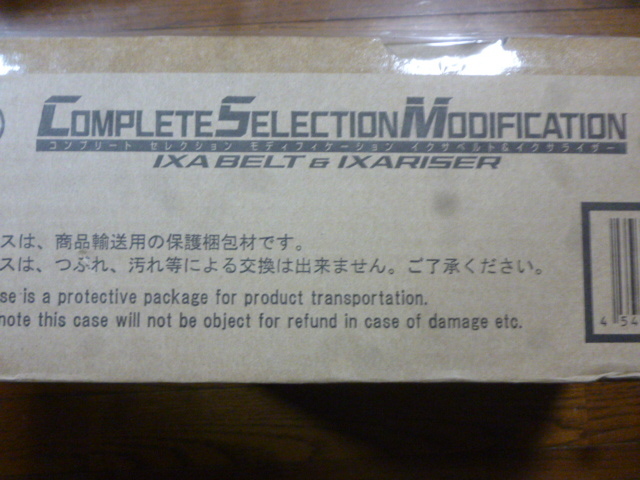 COMPLETE SELECTION MODIFICATION
コンプリート セレクション モディフィケーション イクサベルト&イクサライザー
IXA BELT & IXARISER
スは、商品輸送用の保護梱包材です。
スは、つぶれ、汚れ等による交換は出来ません。ご了承ください。
se is a protective package for product transportation.
note this case will not be object for refund in case of damage etc.
4 54